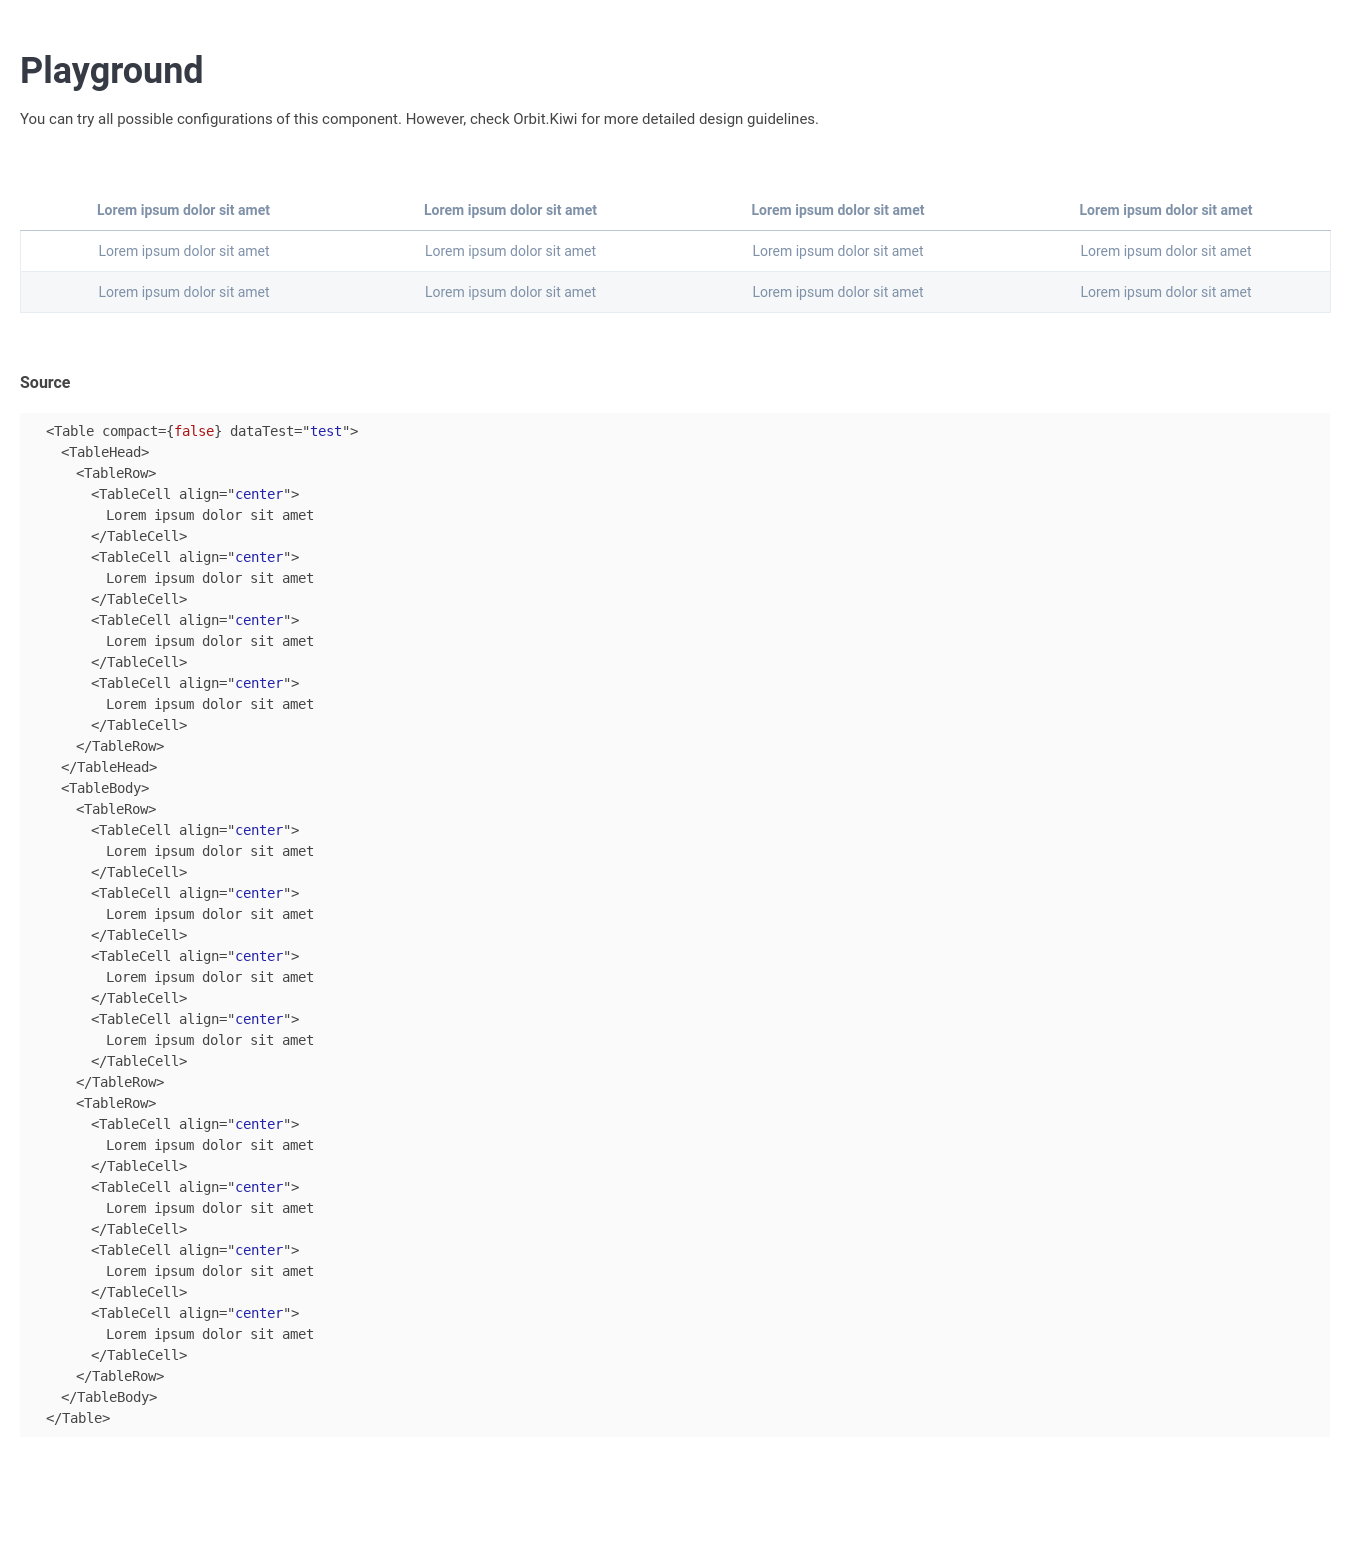 Playground
You can try all possible configurations of this component. However, check Orbit.Kiwi for more detailed design guidelines.
Lorem ipsum dolor sit amet Lorem ipsum dolor sit amet Lorem ipsum dolor sit amet Lorem ipsum dolor sit amet
Lorem ipsum dolor sit amet Lorem ipsum dolor sit amet Lorem ipsum dolor sit amet Lorem ipsum dolor sit amet
Lorem ipsum dolor sit amet Lorem ipsum dolor sit amet Lorem ipsum dolor sit amet Lorem ipsum dolor sit amet
Source
<Table compact={false} dataTest="test">
<TableHead>
<TableRow>
<TableCell align="center">
Lorem ipsum dolor sit amet
</TableCell>
<TableCell align="center">
Lorem ipsum dolor sit amet
</TableCell>
<TableCell align="center">
Lorem ipsum dolor sit amet
</TableCell>
<TableCell align="center">
Lorem ipsum dolor sit amet
</TableCell>
</TableRow>
</TableHead>
<TableBody>
<TableRow>
<TableCell align="center">
Lorem ipsum dolor sit amet
</TableCell>
<TableCell align="center">
Lorem ipsum dolor sit amet
</TableCell>
<TableCell align="center">
Lorem ipsum dolor sit amet
</TableCell>
<TableCell align="center">
Lorem ipsum dolor sit amet
</TableCell>
</TableRow>
<TableRow>
<TableCell align="center">
Lorem ipsum dolor sit amet
</TableCell>
<TableCell align="center">
Lorem ipsum dolor sit amet
</TableCell>
<TableCell align="center">
Lorem ipsum dolor sit amet
</TableCell>
<TableCell align="center">
Lorem ipsum dolor sit amet
</TableCell>
</TableRow>
</TableBody>
</Table>